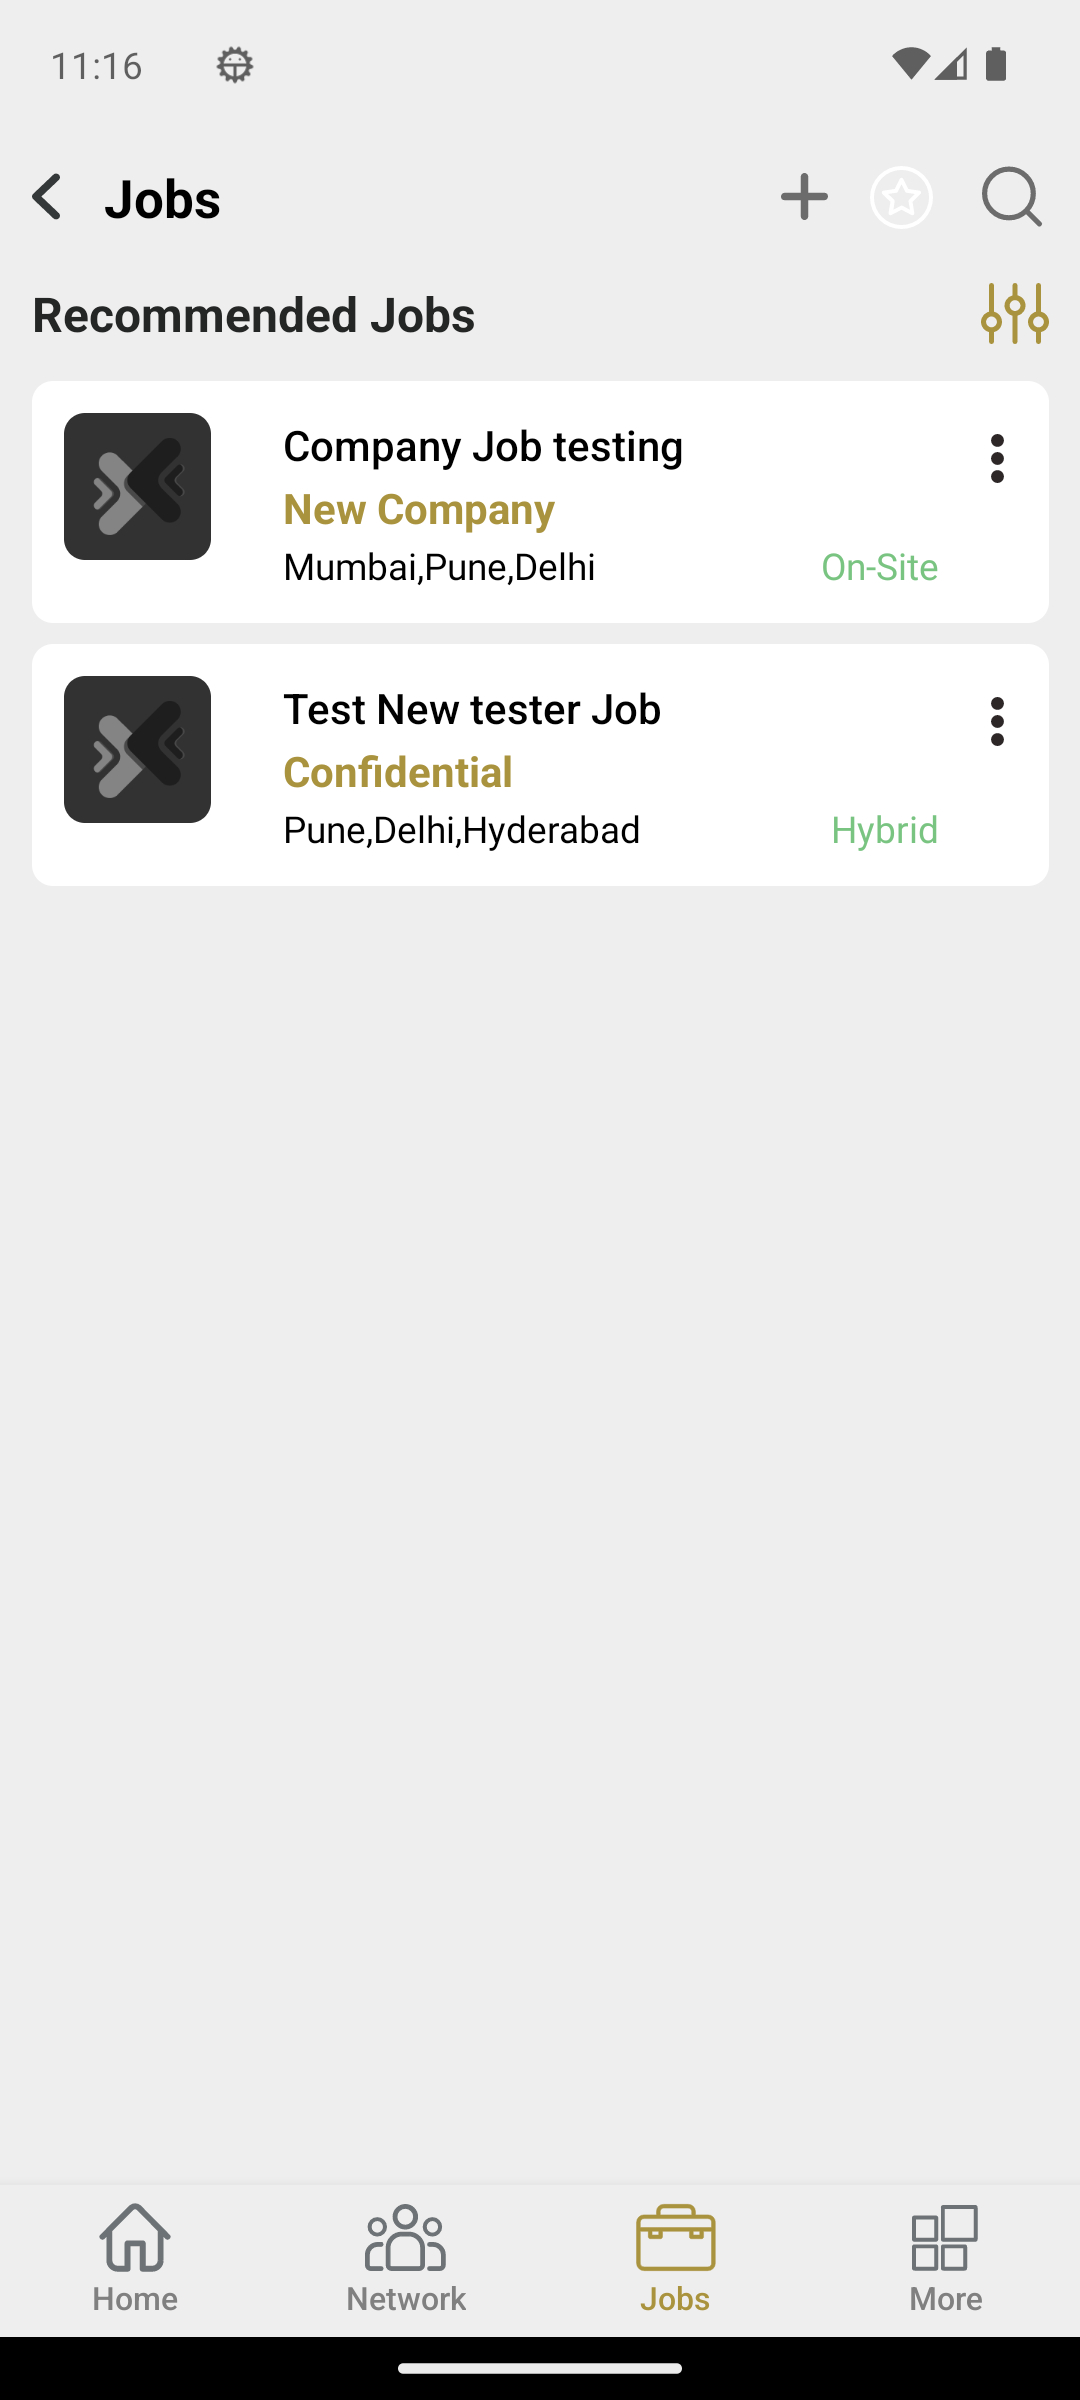 11:16
Jobs
Recommended Jobs
Company Job testing
New Company
Mumbai,Pune,Delhi On-Site
Test New tester Job
Confidential
Pune,Delhi,Hyderabad Hybrid
Home Network Jobs More